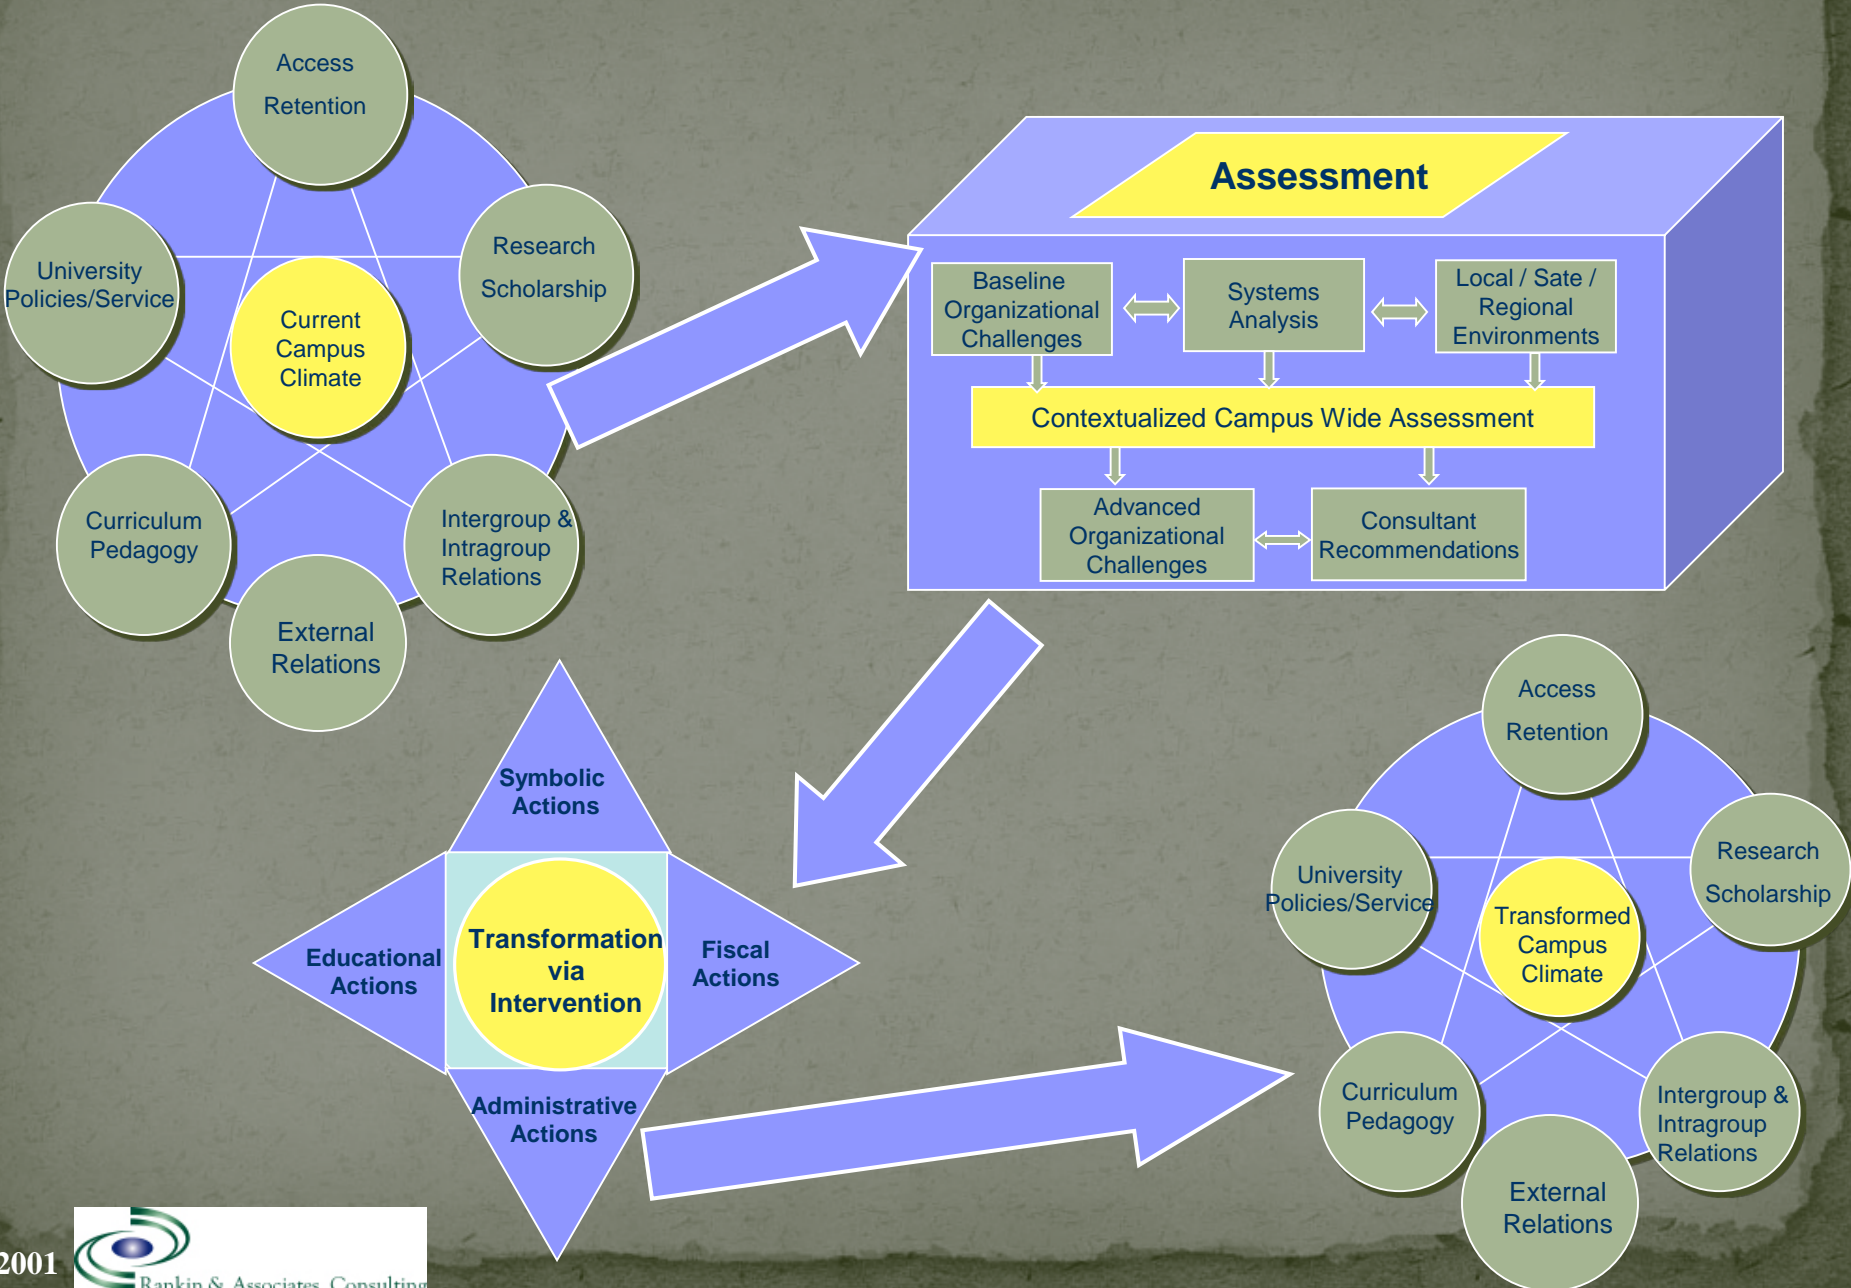 Access
Retention
Research
Scholarship
University
Policies/Service
Current
Campus
Climate
Curriculum
Pedagogy
Intergroup &
Intragroup
Relations
External
Relations
Assessment
Baseline
Organizational
Challenges
Systems
Analysis
Local / Sate /
Regional
Environments
Contextualized Campus Wide Assessment
Advanced
Organizational
Challenges
Consultant
Recommendations
Symbolic
Actions
Educational
Actions
Transformation
via
Intervention
Fiscal
Actions
Administrative
Actions
Access
Retention
Research
Scholarship
University
Policies/Service
Transformed
Campus
Climate
Curriculum
Pedagogy
Intergroup &
Intragroup
Relations
External
Relations
2001
Rankin & Associates, Consulting